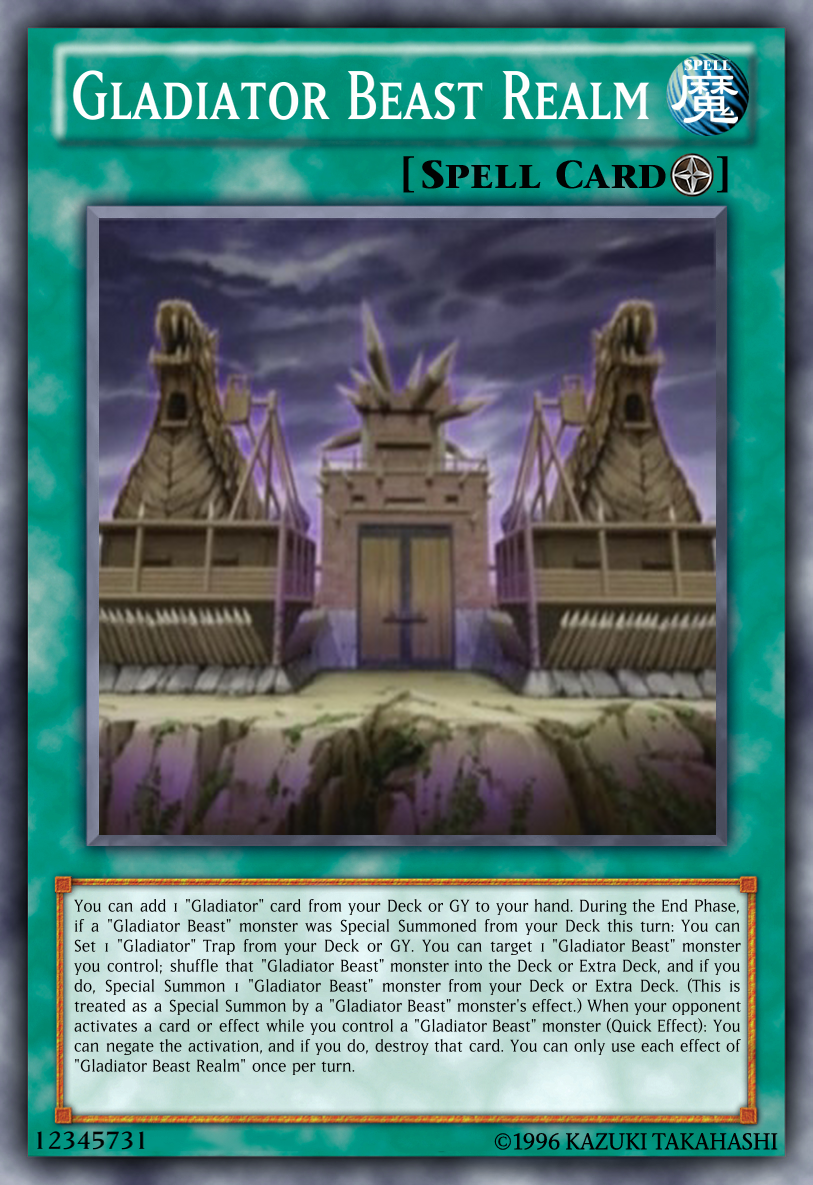 Gladiator Beast Realm
SPELL
魔
[Spell Card]
You can add 1 "Gladiator" card from your Deck or GY to your hand. During the End Phase,
if a "Gladiator Beast" monster was Special Summoned from your Deck this turn: You can
Set 1 "Gladiator" Trap from your Deck or GY. You can target 1 "Gladiator Beast" monster
you control; shuffle that "Gladiator Beast" monster into the Deck or Extra Deck, and if you
do, Special Summon 1 "Gladiator Beast" monster from your Deck or Extra Deck. (This is
treated as a Special Summon by a "Gladiator Beast" monster's effect.) When your opponent
activates a card or effect while you control a "Gladiator Beast" monster (Quick Effect): You
can negate the activation, and if you do, destroy that card. You can only use each effect of
"Gladiator Beast Realm" once per turn.
12345731
©1996 KAZUKI TAKAHASHI